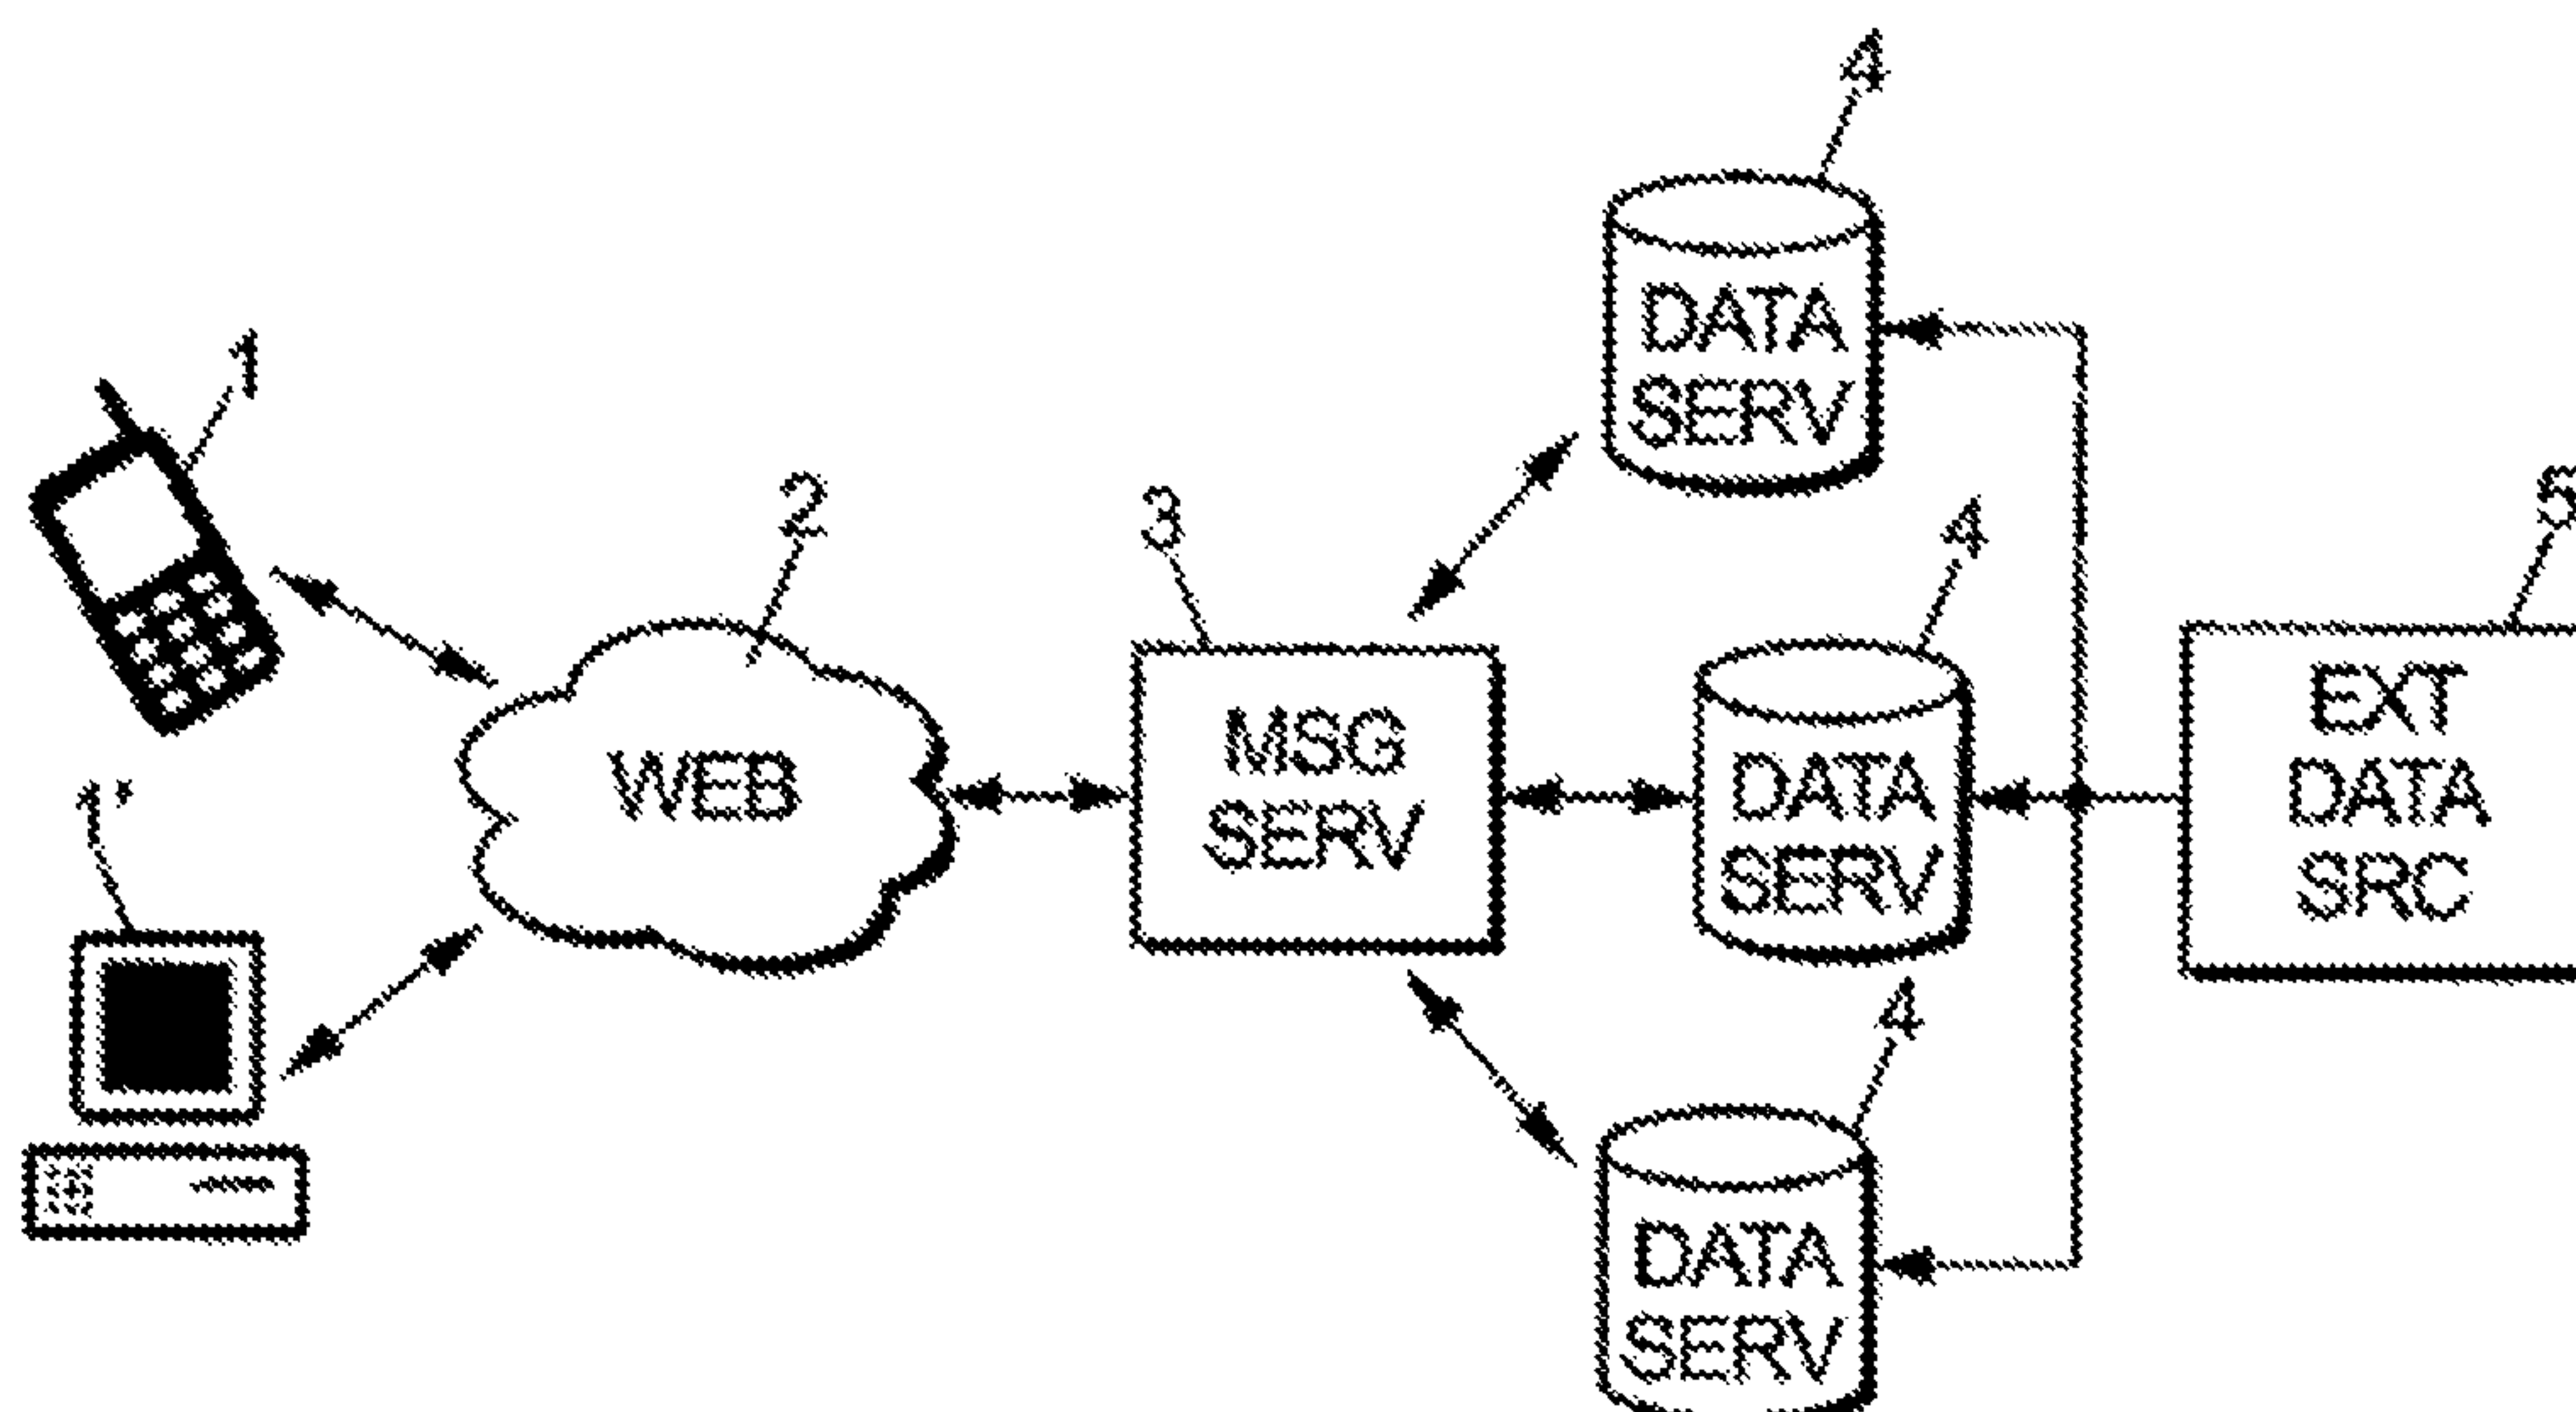 4
1
2
3
4
5
DATA
SERV
WEB
MSG
SERV
DATA
SERV
EXT
DATA
SRC
1'
4
DATA
SERV